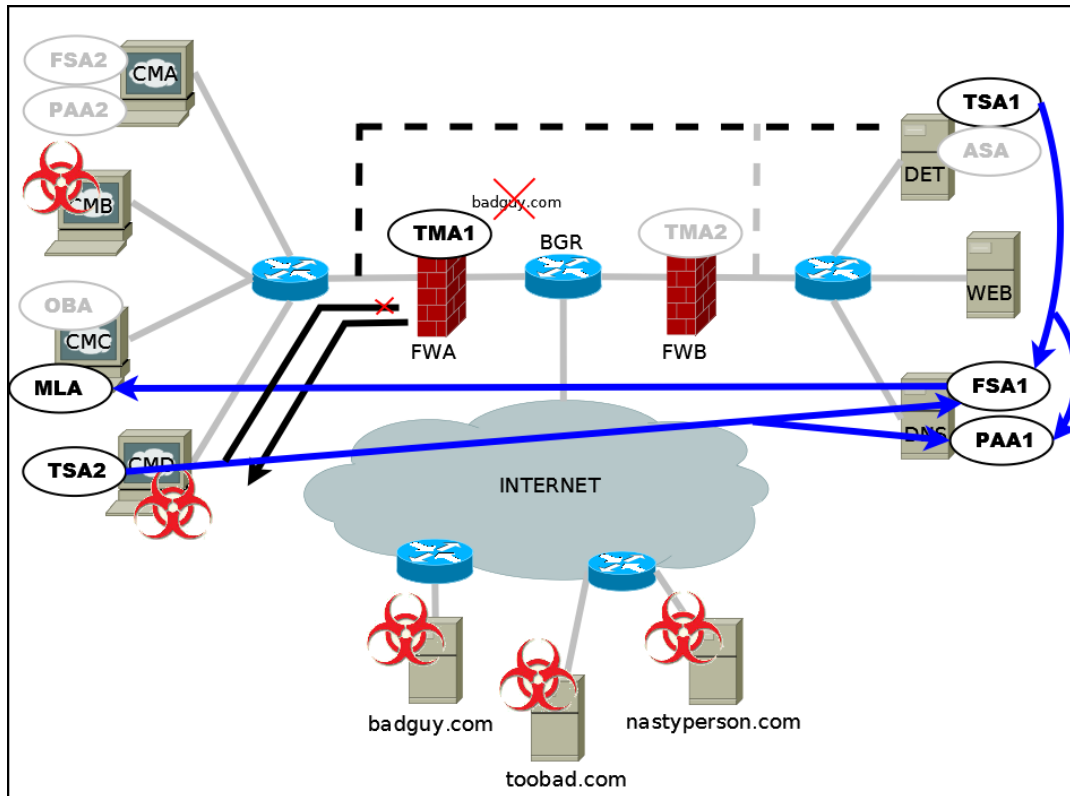 FSA2
CMA
PAA2
TSA1
ASA
DET
CMB
badguy.com
TMA1
BGR
TMA2
OBA
CMC
WEB
FWA
FWB
MLA
FSA1
DNS
PAA1
TSA2
CMD
INTERNET
badguy.com
nastyperson.com
toobad.com